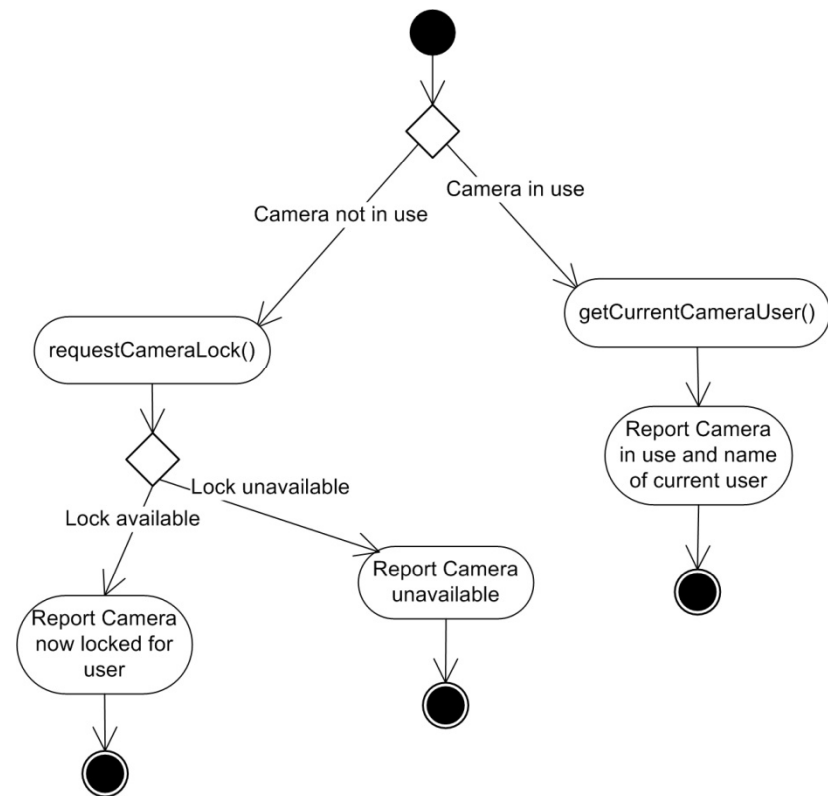 Camera in use
Camera not in use
getCurrentCameraUser()
requestCameraLock()
Report Camera
in use and name
of current user
Lock unavailable
Lock available
Report Camera
unavailable
Report Camera
now locked for
user